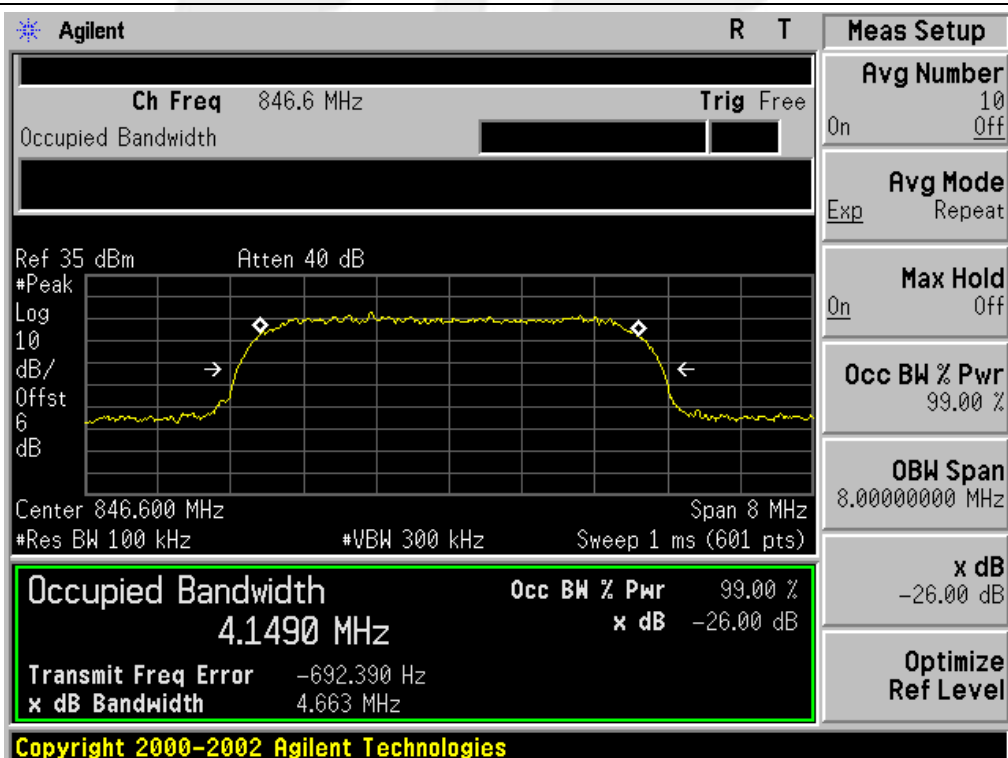 Agilent R T
Ch Freq 846.6 MHz Trig Free
Occupied Bandwidth
Ref 35 dBm Atten 40 dB
#Peak
Log
10
dB/
Offst
6
dB
Center 846.600 MHz Span 8 MHz
#Res BW 100 kHz #VBW 300 kHz Sweep 1 ms (601 pts)
Occupied Bandwidth Occ BW % Pwr 99.00 %
4.1490 MHz x dB -26.00 dB
Transmit Freq Error -692.390 Hz
x dB Bandwidth 4.663 MHz
Copyright 2000-2002 Agilent Technologies
Meas Setup
Avg Number
10
On Off
Avg Mode
Exp Repeat
Max Hold
On Off
Occ BW % Pwr
99.00 %
OBW Span
8.00000000 MHz
x dB
-26.00 dB
Optimize
Ref Level